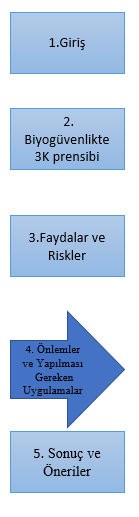 1.Giriş
2.
Biyogüvenlikte
3K prensibi
3.Faydalar ve
Riskler
4. Önlemler
ve Yapılması
Gereken
Uygulamalar
5. Sonuç ve
Öneriler